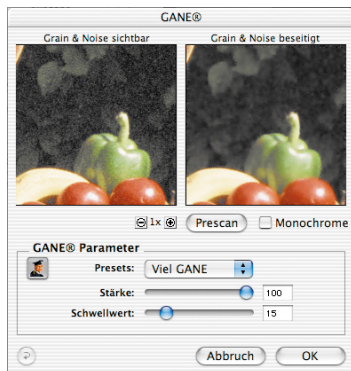 GANE®
Grain & Noise sichtbar Grain & Noise beseitigt
1x Prescan Monochrome
GANE® Parameter
Presets: Viel GANE
Stärke: 100
Schwellwert: 15
Abbruch OK